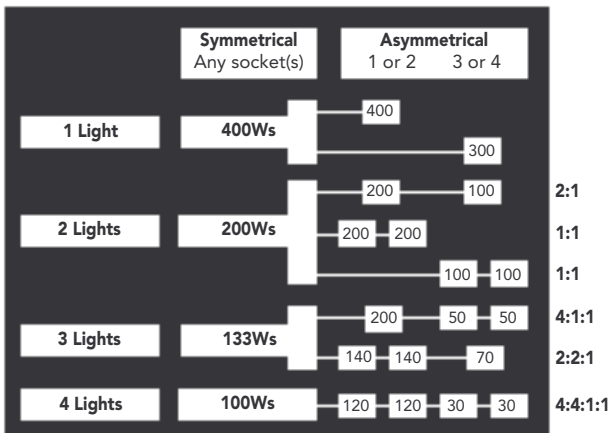 Symmetrical Asymmetrical
Any socket(s) 1 or 2 3 or 4
400
1 Light 400Ws
300
200 100 2:1
2 Lights 200Ws 200 200 1:1
100 100 1:1
200 50 50 4:1:1
3 Lights 133Ws
140 140 70 2:2:1
4 Lights 100Ws 120 120 30 30 4:4:1:1